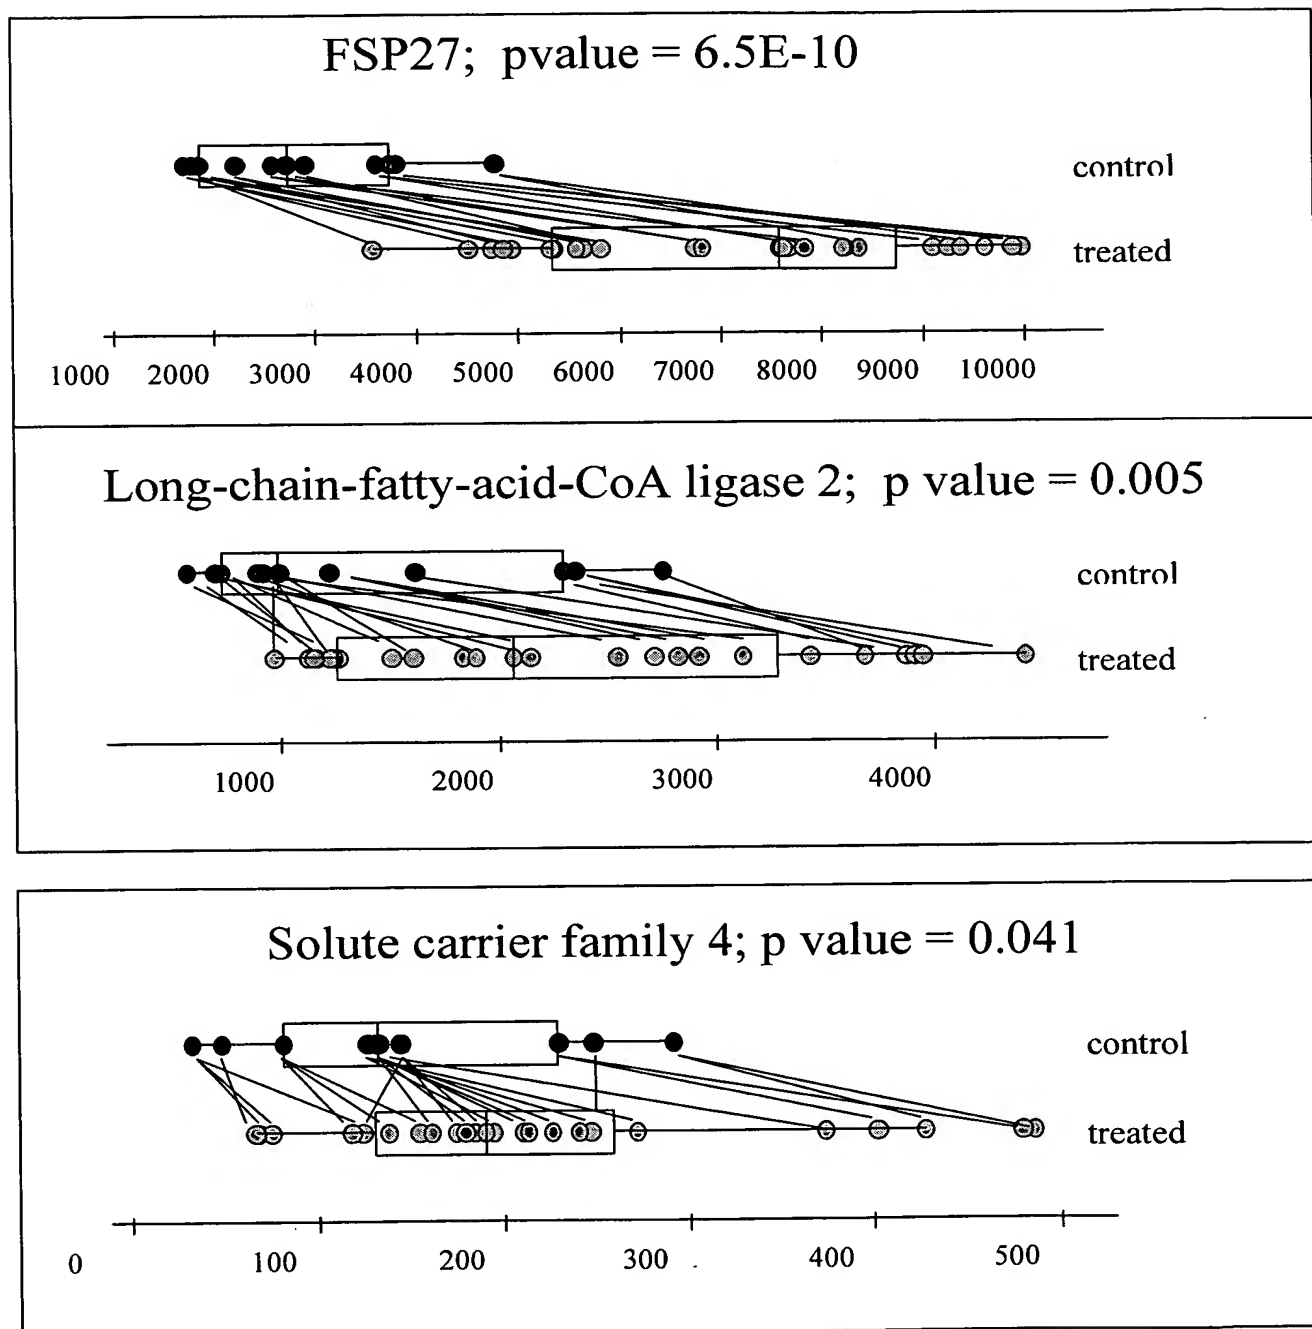 FSP27; pvalue = 6.5E-10
control
treated
1000 2000 3000 4000 5000 6000 7000 8000 9000 10000
Long-chain-fatty-acid-CoA ligase 2; p value = 0.005
control
treated
1000 2000 3000 4000
Solute carrier family 4; p value = 0.041
control
treated
0 100 200 300 400 500